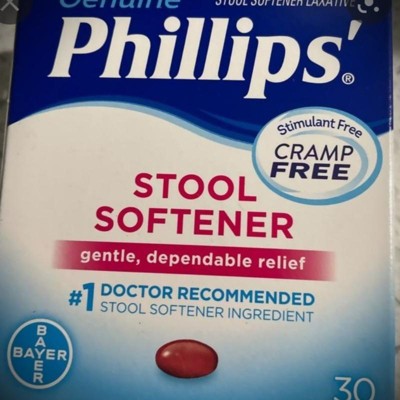 Genuine
STOOL SOFTENER LAXATIVE
Phillips'®
Stimulant Free
CRAMP
FREE
STOOL
SOFTENER
gentle, dependable relief
#1 DOCTOR RECOMMENDED
STOOL SOFTENER INGREDIENT
BAYER
BAYER
30